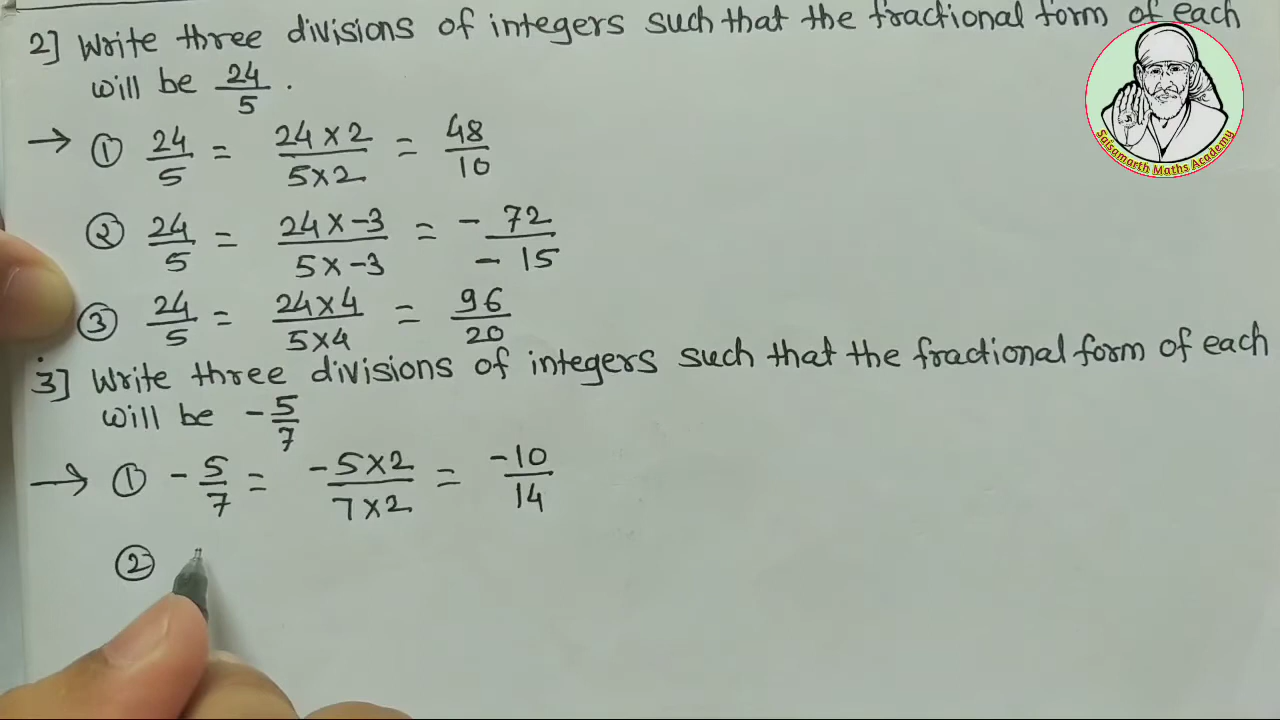 2] Write three divisions of integers such that the fractional form of each
will be 24/5 .
→ ① 24/5 = 24 × 2 / 5 × 2 = 48/10
② 24/5 = 24 × -3 / 5 × -3 = - 72 / - 15
③ 24/5 = 24 × 4 / 5 × 4 = 96/20
3] Write three divisions of integers such that the fractional form of each
will be - 5/7
→ ① - 5/7 = -5 × 2 / 7 × 2 = -10/14
②
Saisamarth Maths Academy